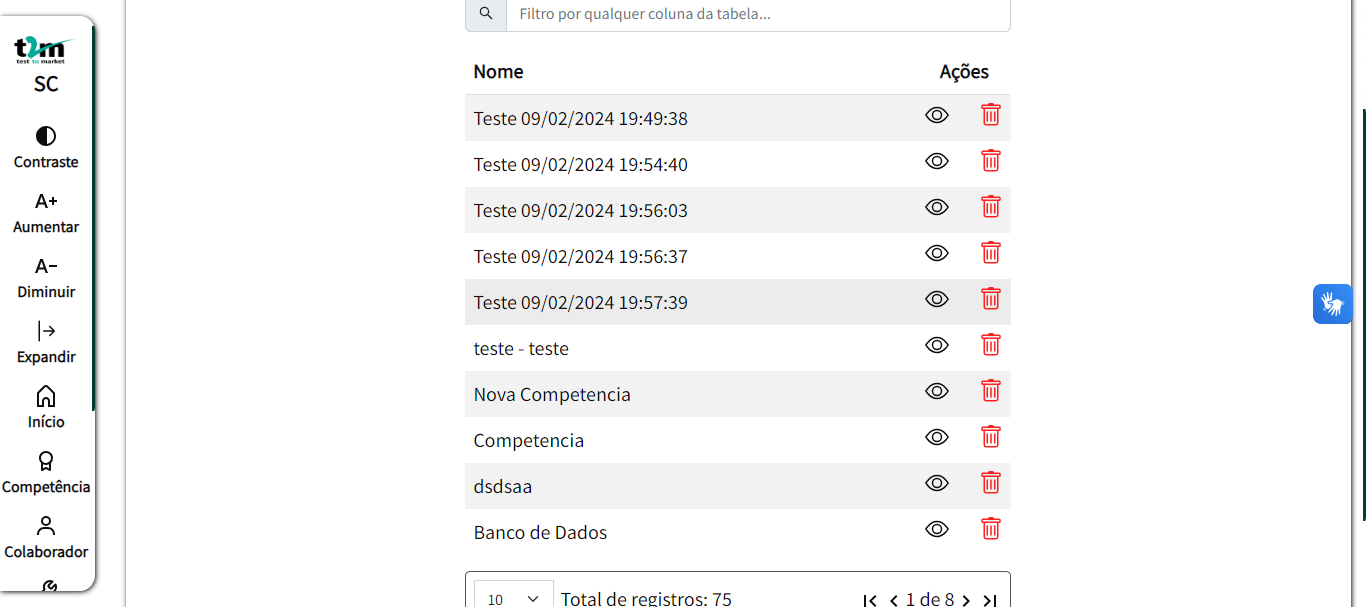 t2m
test to market
SC
Contraste
A+
Aumentar
A-
Diminuir
Expandir
Início
Competência
Colaborador
Filtro por qualquer coluna da tabela...
Nome Ações
Teste 09/02/2024 19:49:38
Teste 09/02/2024 19:54:40
Teste 09/02/2024 19:56:03
Teste 09/02/2024 19:56:37
Teste 09/02/2024 19:57:39
teste - teste
Nova Competencia
Competencia
dsdsaa
Banco de Dados
10 Total de registros: 75 1 de 8